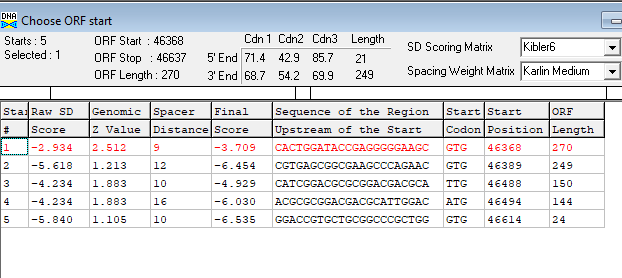 DNA Choose ORF start
Starts : 5 ORF Start : 46368 Cdn 1 Cdn2 Cdn3 Length SD Scoring Matrix Kibler6
Selected : 1 ORF Stop : 46637 5' End 71.4 42.9 85.7 21
ORF Length : 270 3' End 68.7 54.2 69.9 249 Spacing Weight Matrix Karlin Medium
Star Raw SD Genomic Spacer Final Sequence of the Region Start Start ORF
# Score Z Value Distance Score Upstream of the Start Codon Position Length
1 -2.934 2.512 9 -3.709 CACTGGATACCGAGGGGGAAGC GTG 46368 270
2 -5.618 1.213 12 -6.454 CGTGAGCGGCGAAGCCCAGAAC GTG 46389 249
3 -4.234 1.883 10 -4.929 CATCGGACGCGCGGACGACGCA TTG 46488 150
4 -4.234 1.883 16 -6.030 ACGCGCGGACGACGCATTGGAC ATG 46494 144
5 -5.840 1.105 10 -6.535 GGACCGTGCTGCGGCCCGCTGG GTG 46614 24